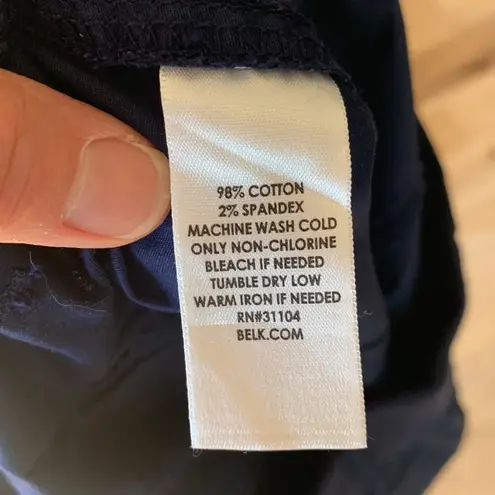 98% COTTON
2% SPANDEX
MACHINE WASH COLD
ONLY NON-CHLORINE
BLEACH IF NEEDED
TUMBLE DRY LOW
WARM IRON IF NEEDED
RN#31104
BELK.COM